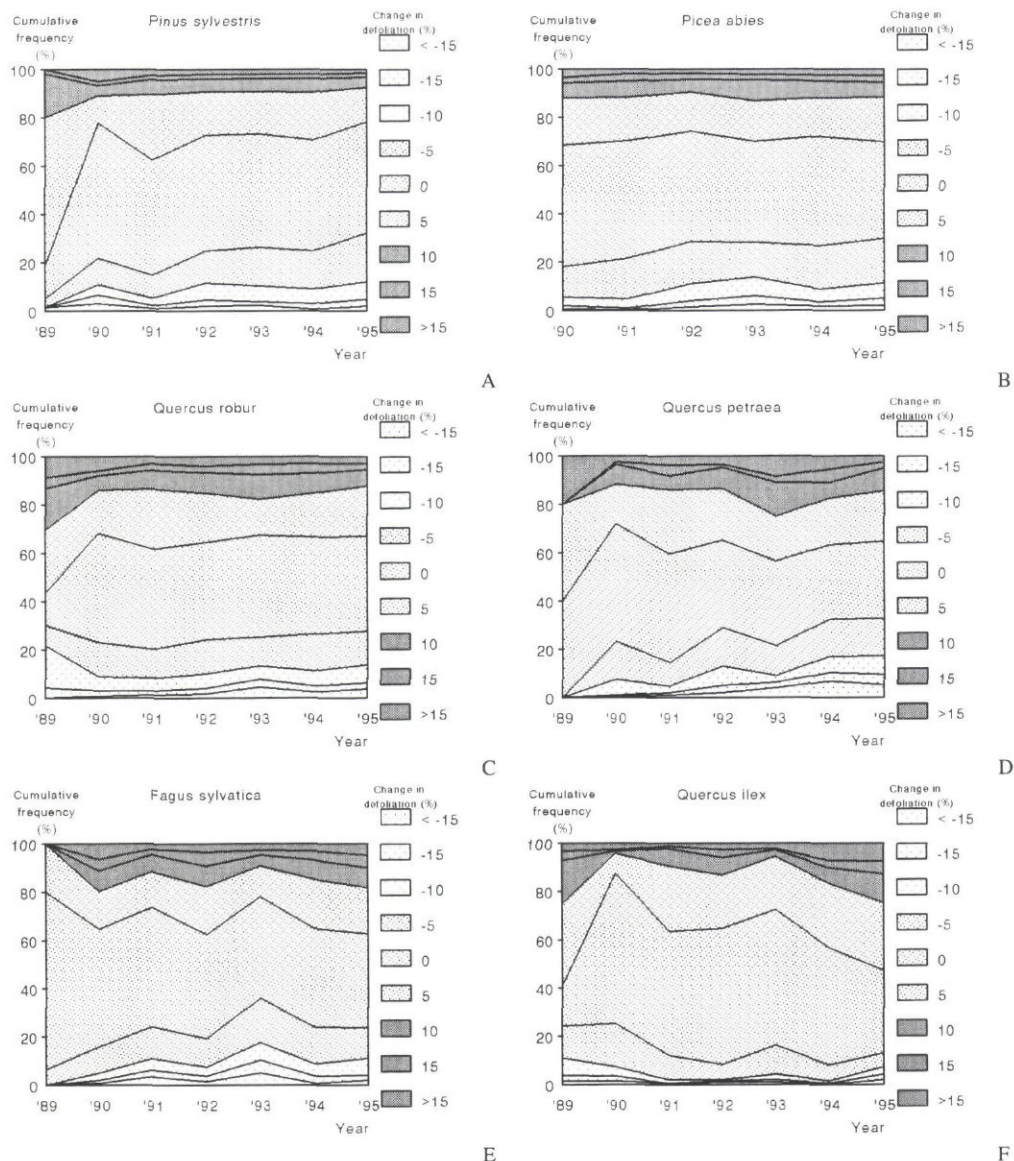 Pinus sylvestris
Cumulative frequency (%)
Change in defoliation (%)
< -15
-15
-10
-5
0
5
10
15
>15
100
80
60
40
20
0
'89 '90 '91 '92 '93 '94 '95
Year
A
Picea abies
Cumulative frequency (%)
Change in defoliation (%)
< -15
-15
-10
-5
0
5
10
15
>15
100
80
60
40
20
0
'90 '91 '92 '93 '94 '95
Year
B
Quercus robur
Cumulative frequency (%)
Change in defoliation (%)
< -15
-15
-10
-5
0
5
10
15
>15
100
80
60
40
20
0
'89 '90 '91 '92 '93 '94 '95
Year
C
Quercus petraea
Cumulative frequency (%)
Change in defoliation (%)
< -15
-15
-10
-5
0
5
10
15
>15
100
80
60
40
20
0
'89 '90 '91 '92 '93 '94 '95
Year
D
Fagus sylvatica
Cumulative frequency (%)
Change in defoliation (%)
< -15
-15
-10
-5
0
5
10
15
>15
100
80
60
40
20
0
'89 '90 '91 '92 '93 '94 '95
Year
E
Quercus ilex
Cumulative frequency (%)
Change in defoliation (%)
< -15
-15
-10
-5
0
5
10
15
>15
100
80
60
40
20
0
'89 '90 '91 '92 '93 '94 '95
Year
F